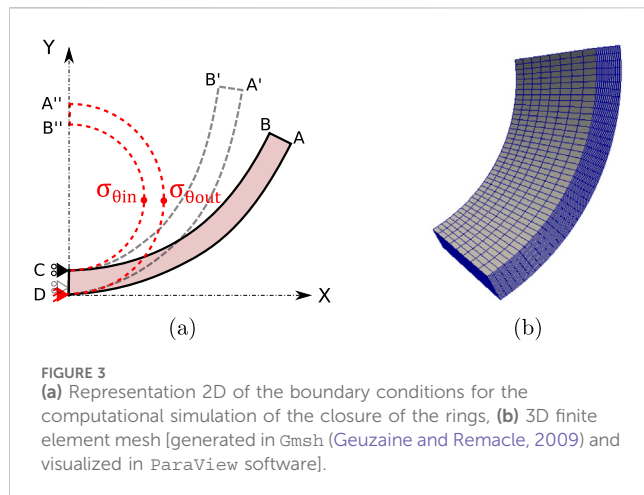 Y
A''
B''
B'
A'
B
A
σθin
σθout
C
D
X
(a)
(b)
FIGURE 3
(a) Representation 2D of the boundary conditions for the
computational simulation of the closure of the rings, (b) 3D finite
element mesh [generated in Gmsh (Geuzaine and Remacle, 2009) and
visualized in ParaView software].